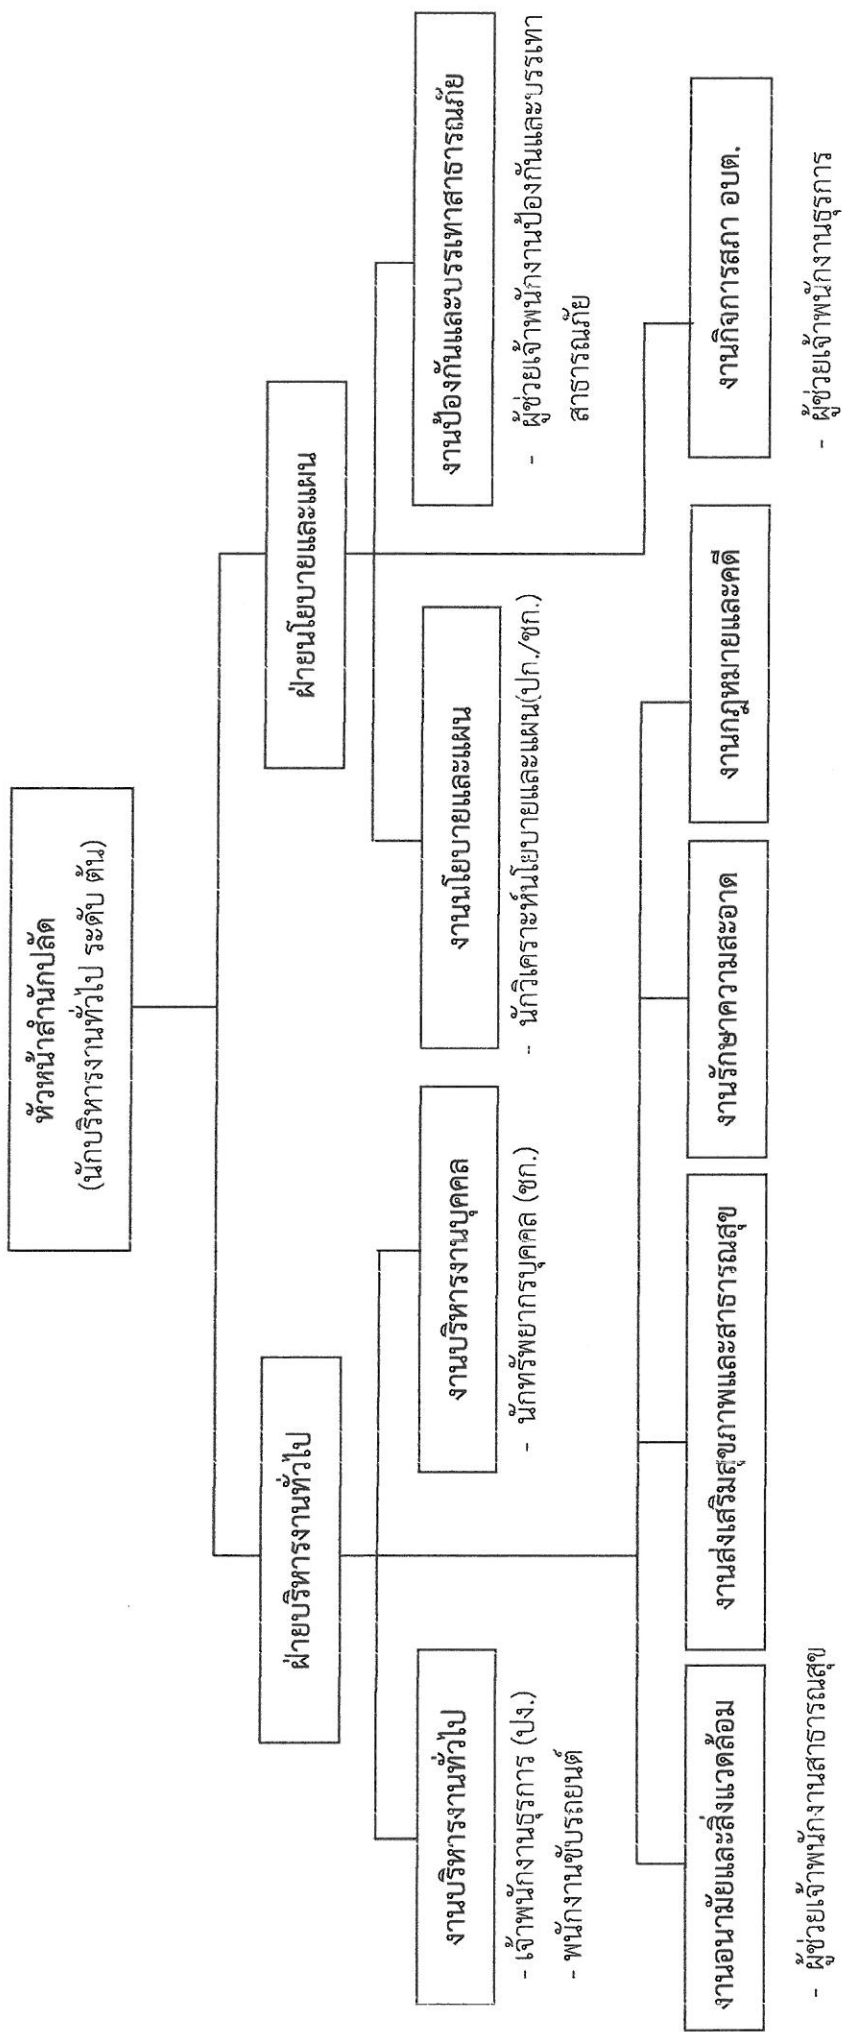 หัวหน้าสำนักปลัด
(นักบริหารงานทั่วไป ระดับ ต้น)
ฝ่ายบริหารงานทั่วไป
ฝ่ายนโยบายและแผน
งานบริหารงานทั่วไป
- เจ้าพนักงานธุรการ (ปง.)
- พนักงานขับรถยนต์
งานบริหารงานบุคคล
- นักทรัพยากรบุคคล (ชก.)
งานนโยบายและแผน
- นักวิเคราะห์นโยบายและแผน(ปก./ชก.)
งานป้องกันและบรรเทาสาธารณภัย
- ผู้ช่วยเจ้าพนักงานป้องกันและบรรเทา
สาธารณภัย
งานอนามัยและสิ่งแวดล้อม
- ผู้ช่วยเจ้าพนักงานสาธารณสุข
งานส่งเสริมสุขภาพและสาธารณสุข
งานรักษาความสะอาด
งานกฎหมายและคดี
งานกิจการสภา อบต.
- ผู้ช่วยเจ้าพนักงานธุรการ